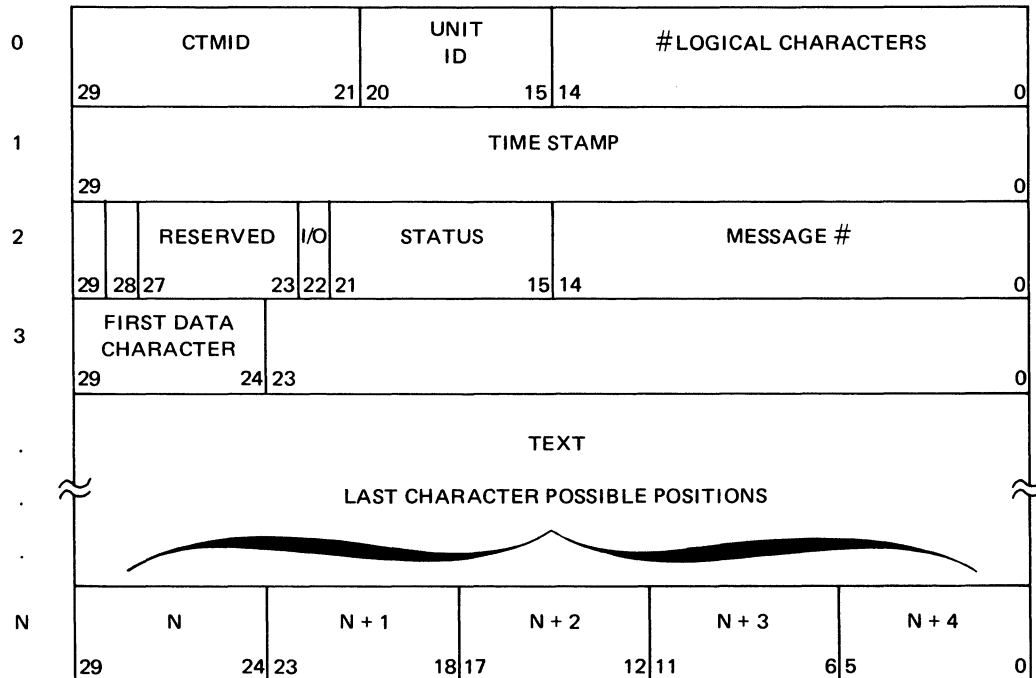 0 CTMID UNIT ID #LOGICAL CHARACTERS
29 21 20 15 14 0
1 TIME STAMP
29 0
2 RESERVED I/O STATUS MESSAGE #
29 28 27 23 22 21 15 14 0
3 FIRST DATA CHARACTER
29 24 23 0
. TEXT
. LAST CHARACTER POSSIBLE POSITIONS
.
N N N + 1 N + 2 N + 3 N + 4
29 24 23 18 17 12 11 6 5 0